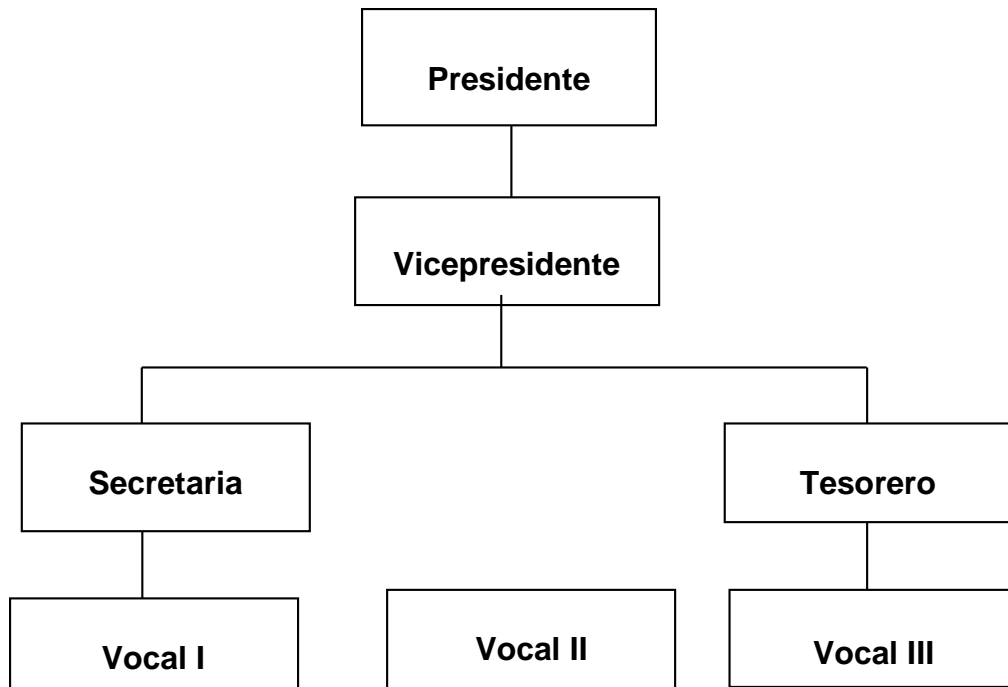 Presidente
Vicepresidente
Secretaria
Tesorero
Vocal I
Vocal II
Vocal III